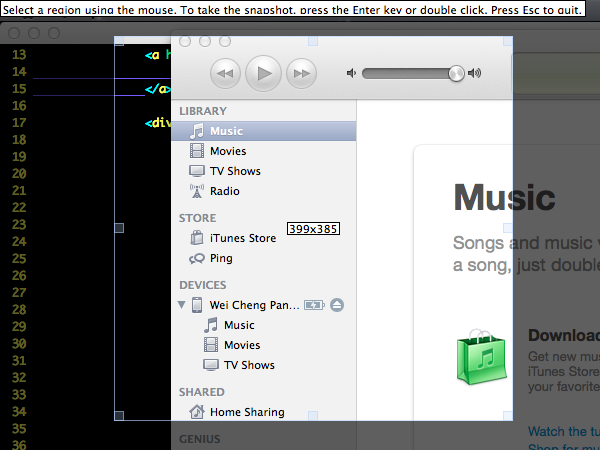 Select a region using the mouse. To take the snapshot, press the Enter key or double click. Press Esc to quit.
13 <a h
14
15 </a>
16
17 <div
18
19
20
21
22
23
24
25
26
27
28
29
30
31
32
33
34
35
36
LIBRARY
Music
Movies
TV Shows
Radio
STORE
iTunes Store
Ping
399x385
DEVICES
Wei Cheng Pan...
Music
Movies
TV Shows
SHARED
Home Sharing
GENIUS
Music
Songs and music v
a song, just double
Download
Get new mus
iTunes Store
your favorite
Watch the tu
Shop for mu